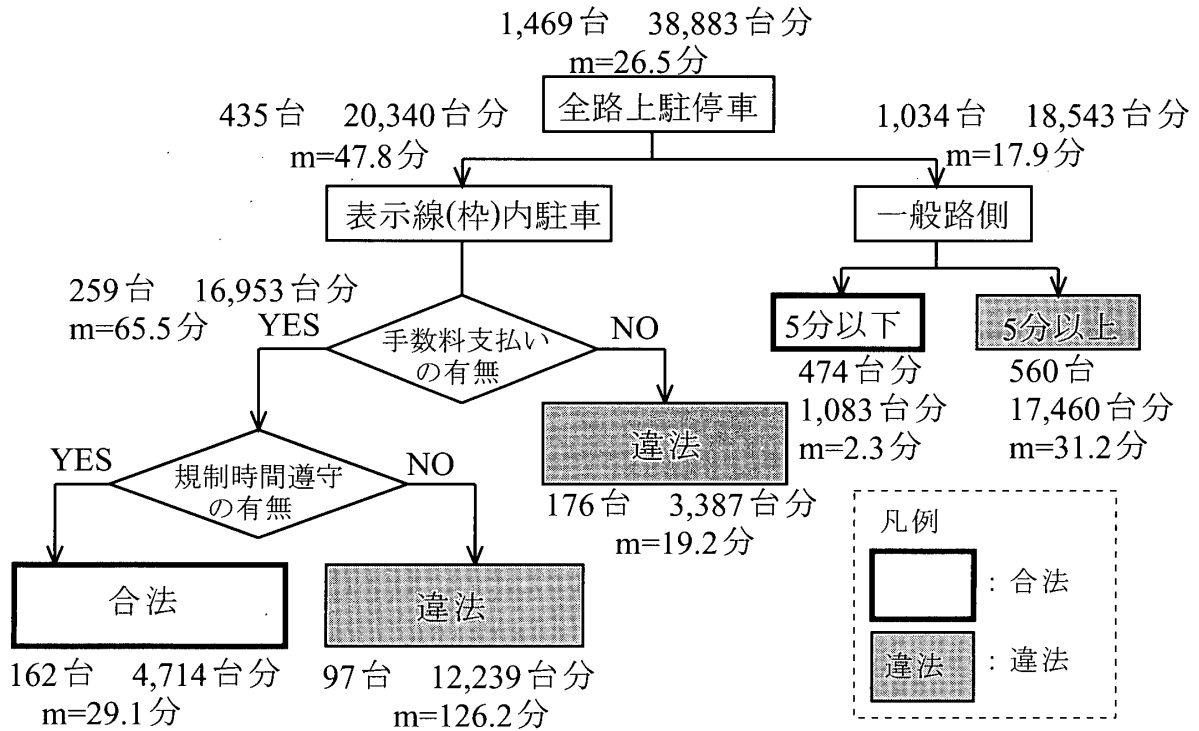 1,469台 38,883台分
m=26.5分
全路上駐停車
435台 20,340台分
m=47.8分
1,034台 18,543台分
m=17.9分
表示線(枠)内駐車
一般路側
259台 16,953台分
m=65.5分
YES
手数料支払い
の有無
NO
5分以下
474台分
1,083台分
m=2.3分
5分以上
560台
17,460台分
m=31.2分
YES
規制時間遵守
の有無
NO
違法
176台 3,387台分
m=19.2分
合法
162台 4,714台分
m=29.1分
違法
97台 12,239台分
m=126.2分
凡例
:合法
違法
:違法